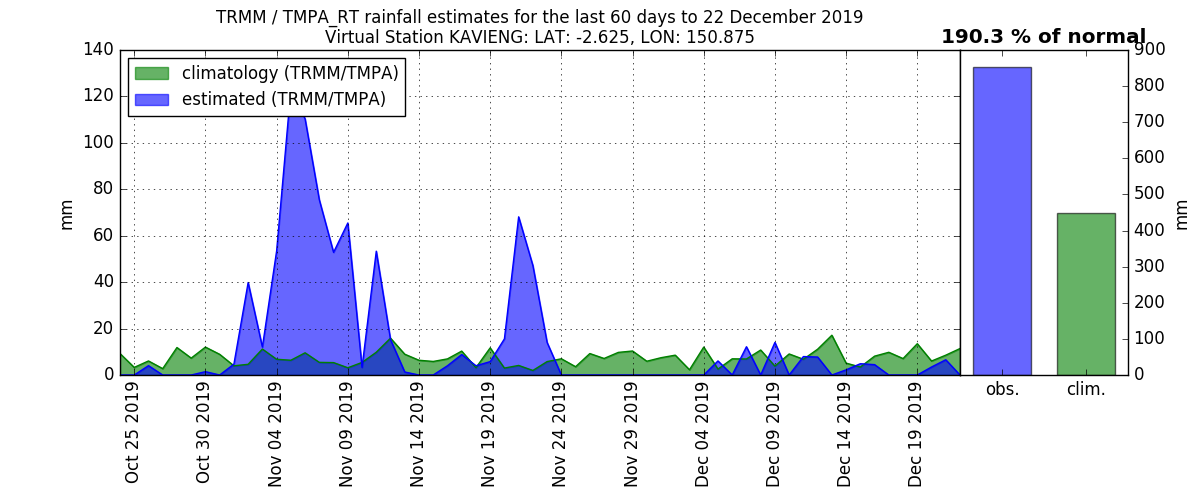 TRMM / TMPA_RT rainfall estimates for the last 60 days to 22 December 2019
Virtual Station KAVIENG: LAT: -2.625, LON: 150.875
190.3 % of normal
climatology (TRMM/TMPA)
estimated (TRMM/TMPA)
mm
140
120
100
80
60
40
20
0
Oct 25 2019
Oct 30 2019
Nov 04 2019
Nov 09 2019
Nov 14 2019
Nov 19 2019
Nov 24 2019
Nov 29 2019
Dec 04 2019
Dec 09 2019
Dec 14 2019
Dec 19 2019
obs.
clim.
900
800
700
600
500
400
300
200
100
0
mm